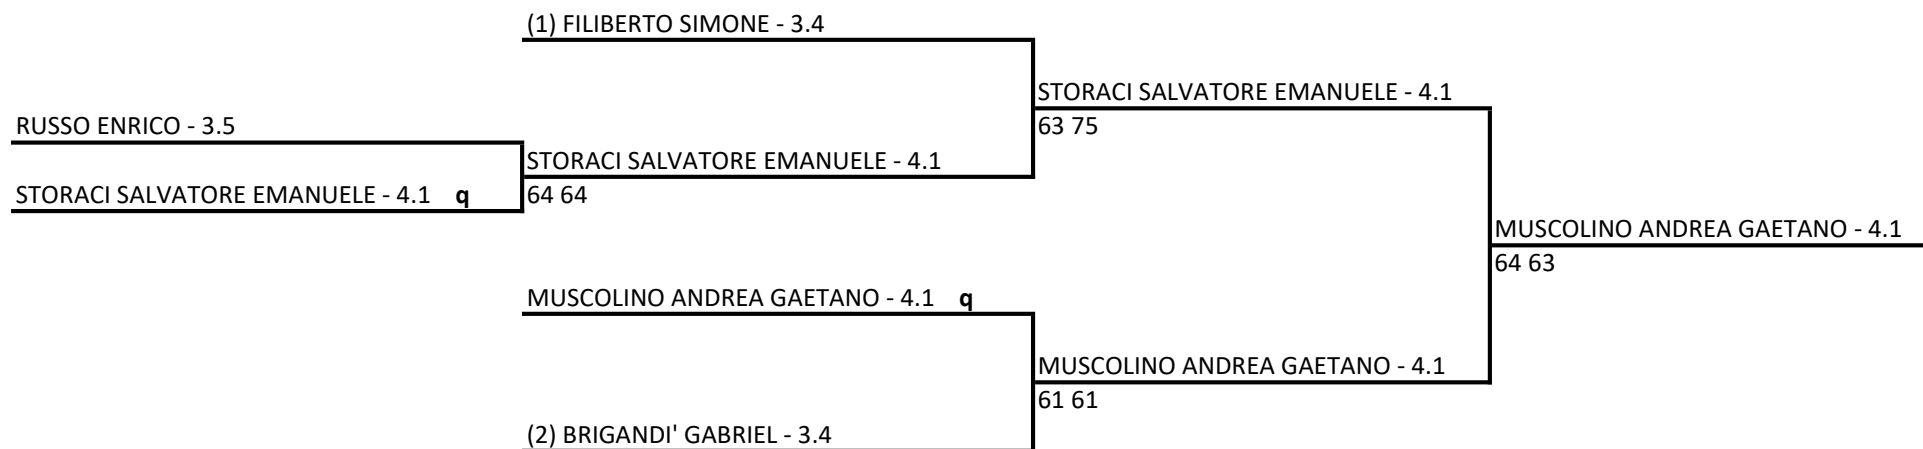 (1) FILIBERTO SIMONE - 3.4
STORACI SALVATORE EMANUELE - 4.1
RUSSO ENRICO - 3.5
63 75
STORACI SALVATORE EMANUELE - 4.1
STORACI SALVATORE EMANUELE - 4.1 q
64 64
MUSCOLINO ANDREA GAETANO - 4.1
64 63
MUSCOLINO ANDREA GAETANO - 4.1 q
MUSCOLINO ANDREA GAETANO - 4.1
61 61
(2) BRIGANDI' GABRIEL - 3.4